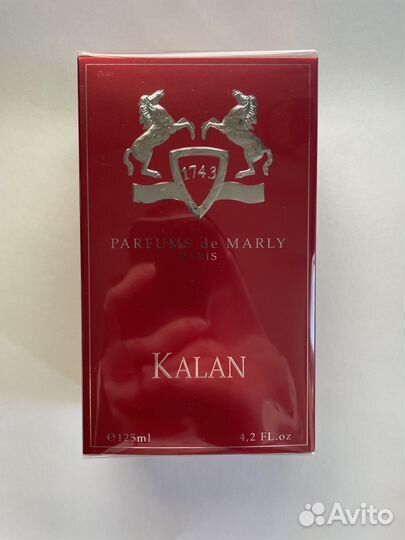 1743
PARFUMS de MARLY
PARIS
KALAN
℮125ml 4,2 FL.oz
Avito